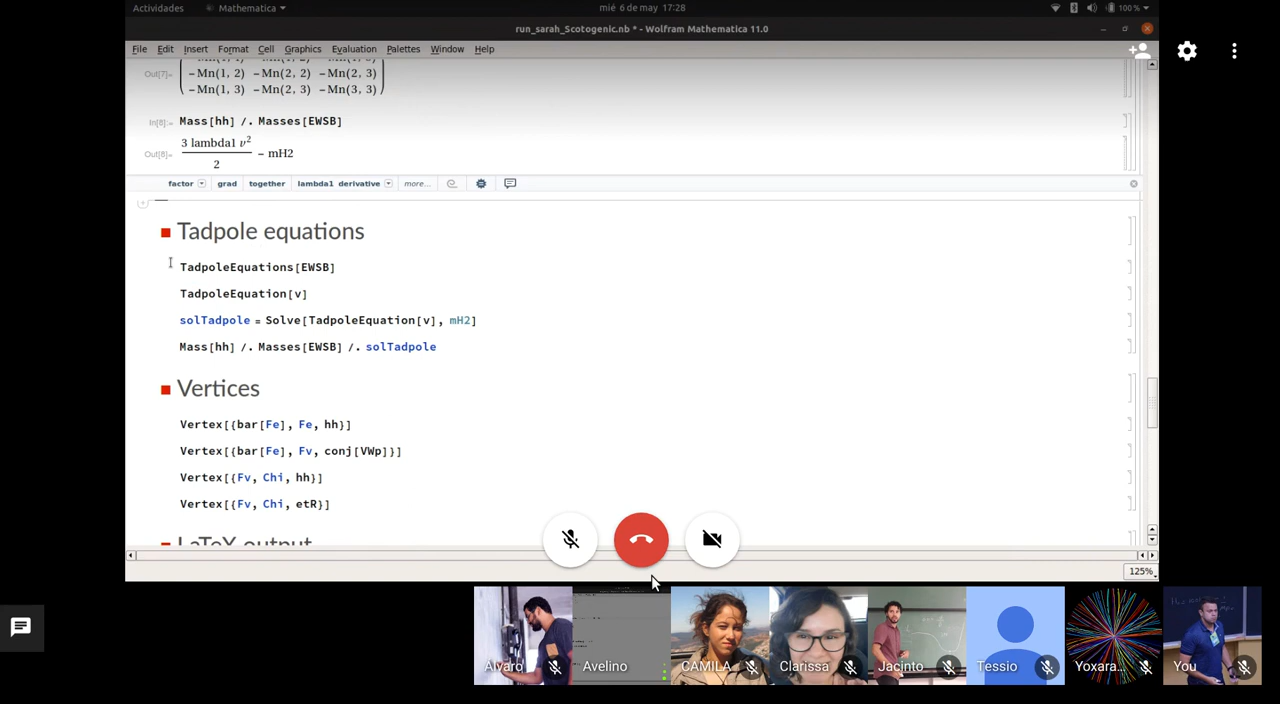 Actividades Mathematica mié 6 de may 17:28 100 %
run_sarah_Scotogenic.nb * - Wolfram Mathematica 11.0
File Edit Insert Format Cell Graphics Evaluation Palettes Window Help
Out[7]= -Mn(1, 2) -Mn(2, 2) -Mn(2, 3)
-Mn(1, 3) -Mn(2, 3) -Mn(3, 3)
In[8]:= Mass[hh] /. Masses[EWSB]
Out[8]= 3 lambda1 v² / 2 - mH2
factor grad together lambda1 derivative more...
Tadpole equations
TadpoleEquations[EWSB]
TadpoleEquation[v]
solTadpole = Solve[TadpoleEquation[v], mH2]
Mass[hh] /. Masses[EWSB] /. solTadpole
Vertices
Vertex[{bar[Fe], Fe, hh}]
Vertex[{bar[Fe], Fv, conj[VWp]}]
Vertex[{Fv, Chi, hh}]
Vertex[{Fv, Chi, etR}]
LaTeX output
125%
Alvaro Avelino CAMILA Clarissa Jacinto Tessio Yoxara... You